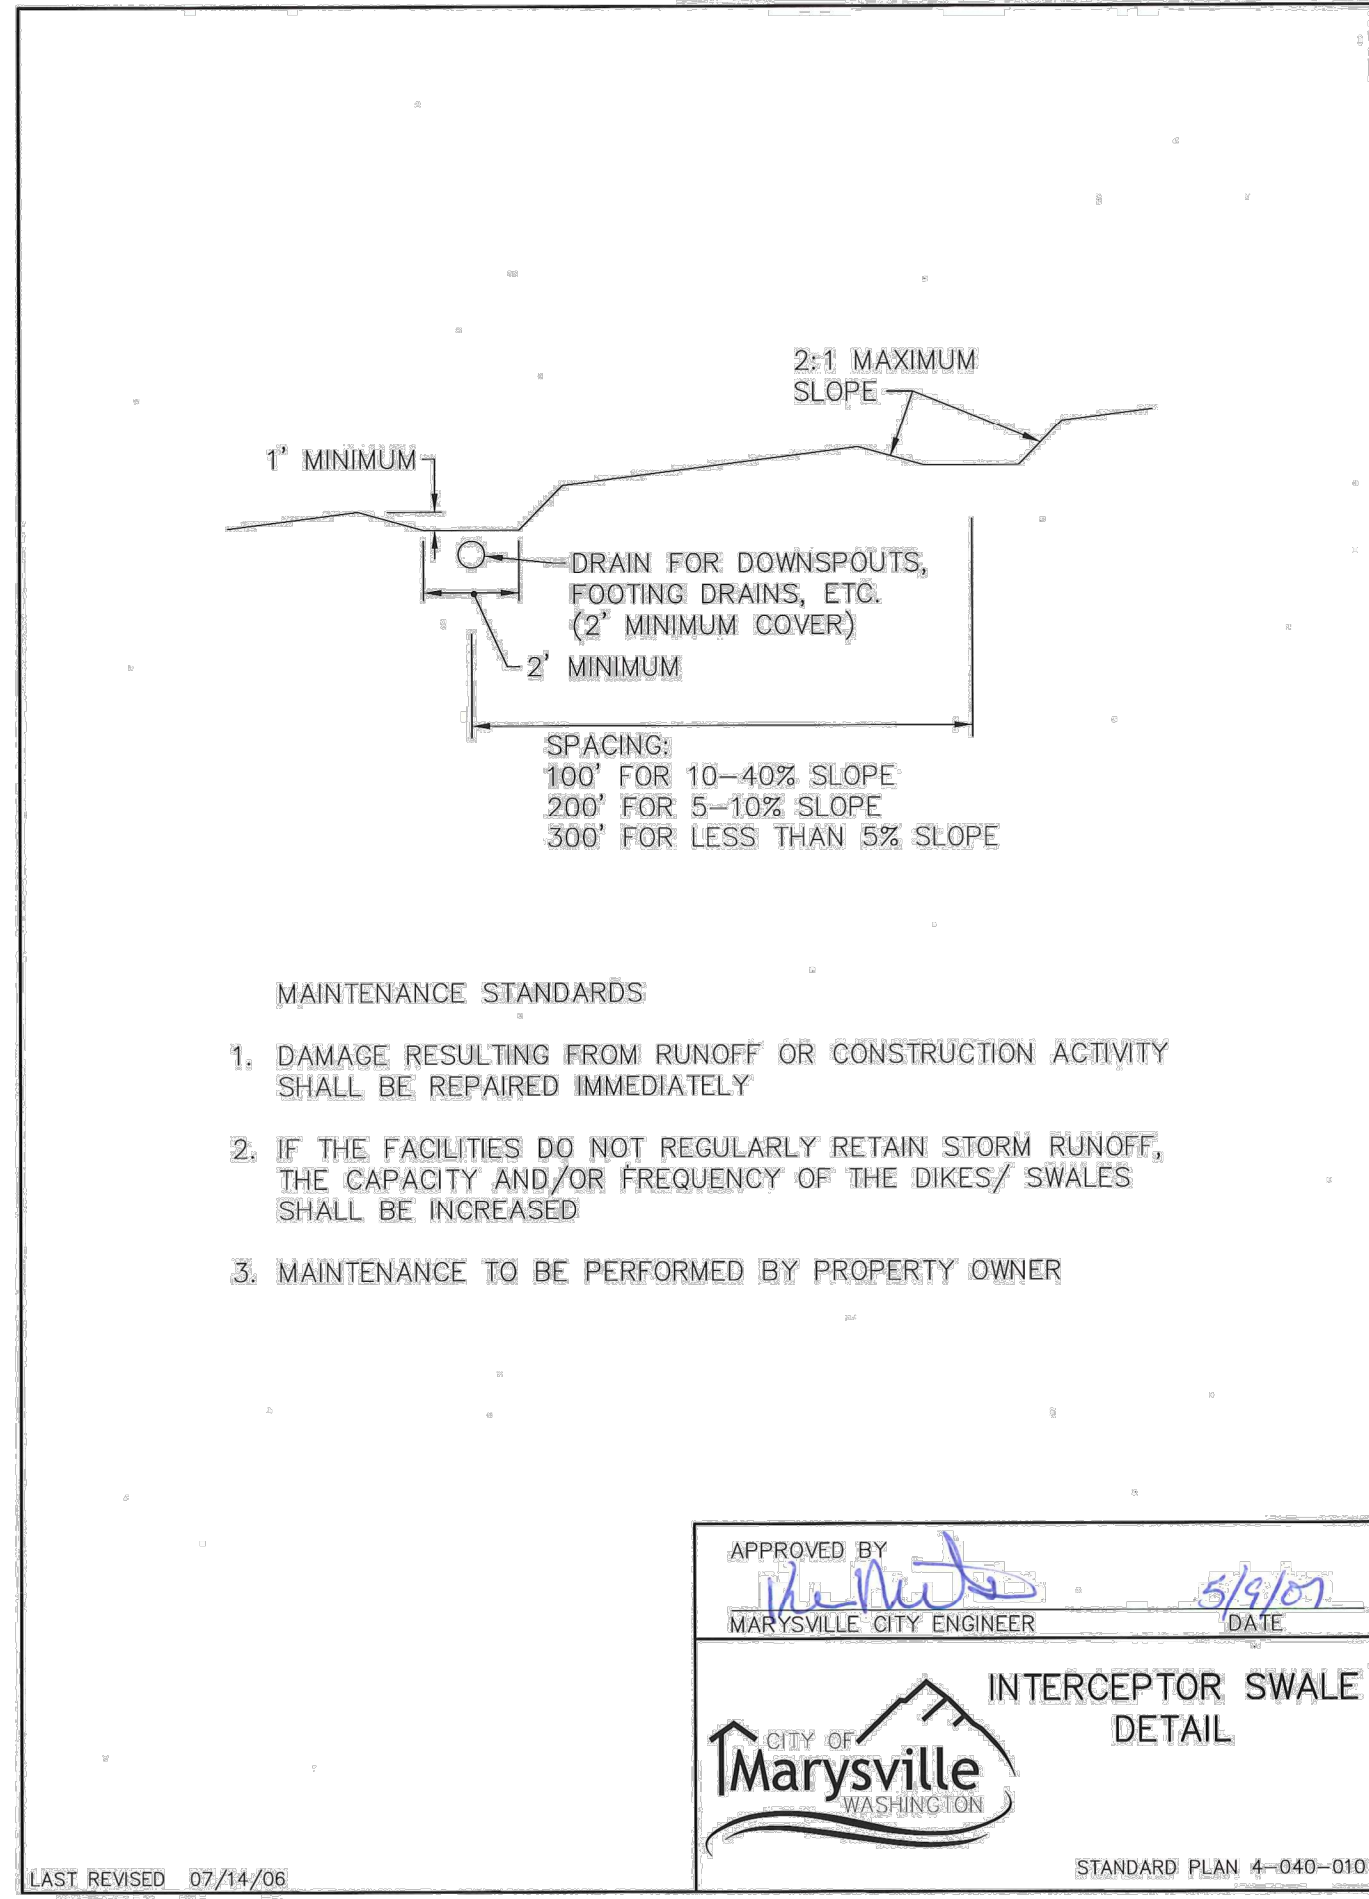 2:1 MAXIMUM
SLOPE
1' MINIMUM
DRAIN FOR DOWNSPOUTS,
FOOTING DRAINS, ETC.
(2' MINIMUM COVER)
2' MINIMUM
SPACING:
100' FOR 10-40% SLOPE
200' FOR 5-10% SLOPE
300' FOR LESS THAN 5% SLOPE
MAINTENANCE STANDARDS
1. DAMAGE RESULTING FROM RUNOFF OR CONSTRUCTION ACTIVITY
SHALL BE REPAIRED IMMEDIATELY
2. IF THE FACILITIES DO NOT REGULARLY RETAIN STORM RUNOFF,
THE CAPACITY AND/OR FREQUENCY OF THE DIKES/ SWALES
SHALL BE INCREASED
3. MAINTENANCE TO BE PERFORMED BY PROPERTY OWNER
APPROVED BY
5/9/07
MARYSVILLE CITY ENGINEER
DATE
INTERCEPTOR SWALE
DETAIL
CITY OF
Marysville
WASHINGTON
STANDARD PLAN 4-040-010
LAST REVISED 07/14/06